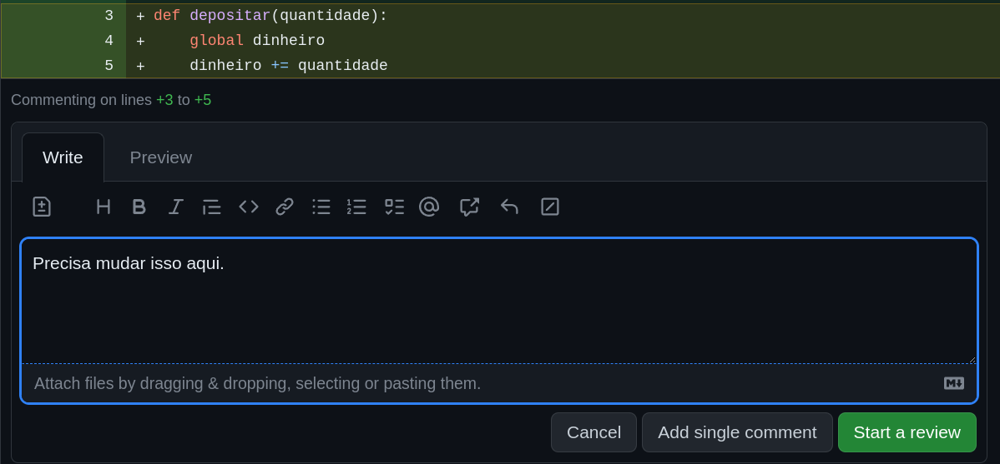 3 + def depositar(quantidade):
4 +     global dinheiro
5 +     dinheiro += quantidade
Commenting on lines +3 to +5
Write Preview
Precisa mudar isso aqui.
Attach files by dragging & dropping, selecting or pasting them.
Cancel Add single comment Start a review